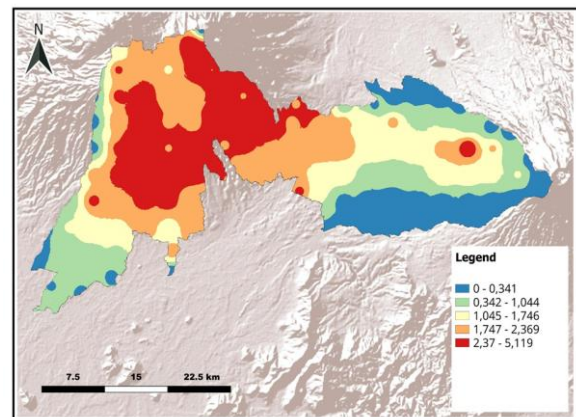 N
Legend
0 - 0,341
0,342 - 1,044
1,045 - 1,746
1,747 - 2,369
2,37 - 5,119
7.5 15 22.5 km